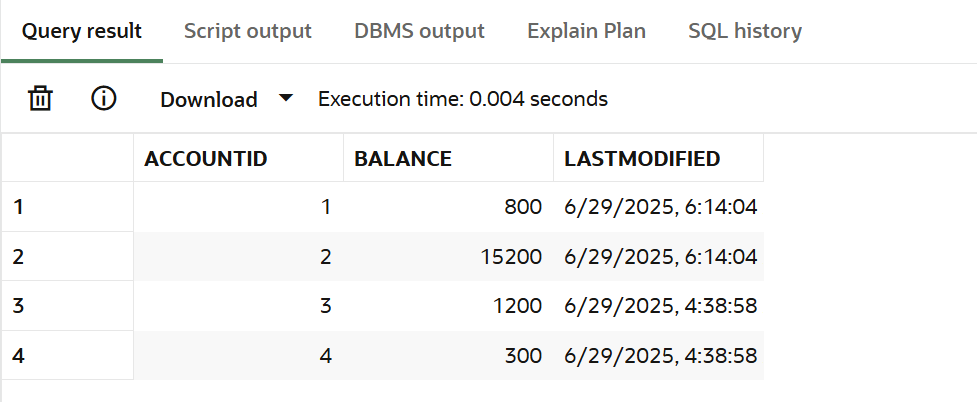 Query result Script output DBMS output Explain Plan SQL history
Download Execution time: 0.004 seconds
ACCOUNTID BALANCE LASTMODIFIED
1 1 800 6/29/2025, 6:14:04
2 2 15200 6/29/2025, 6:14:04
3 3 1200 6/29/2025, 4:38:58
4 4 300 6/29/2025, 4:38:58